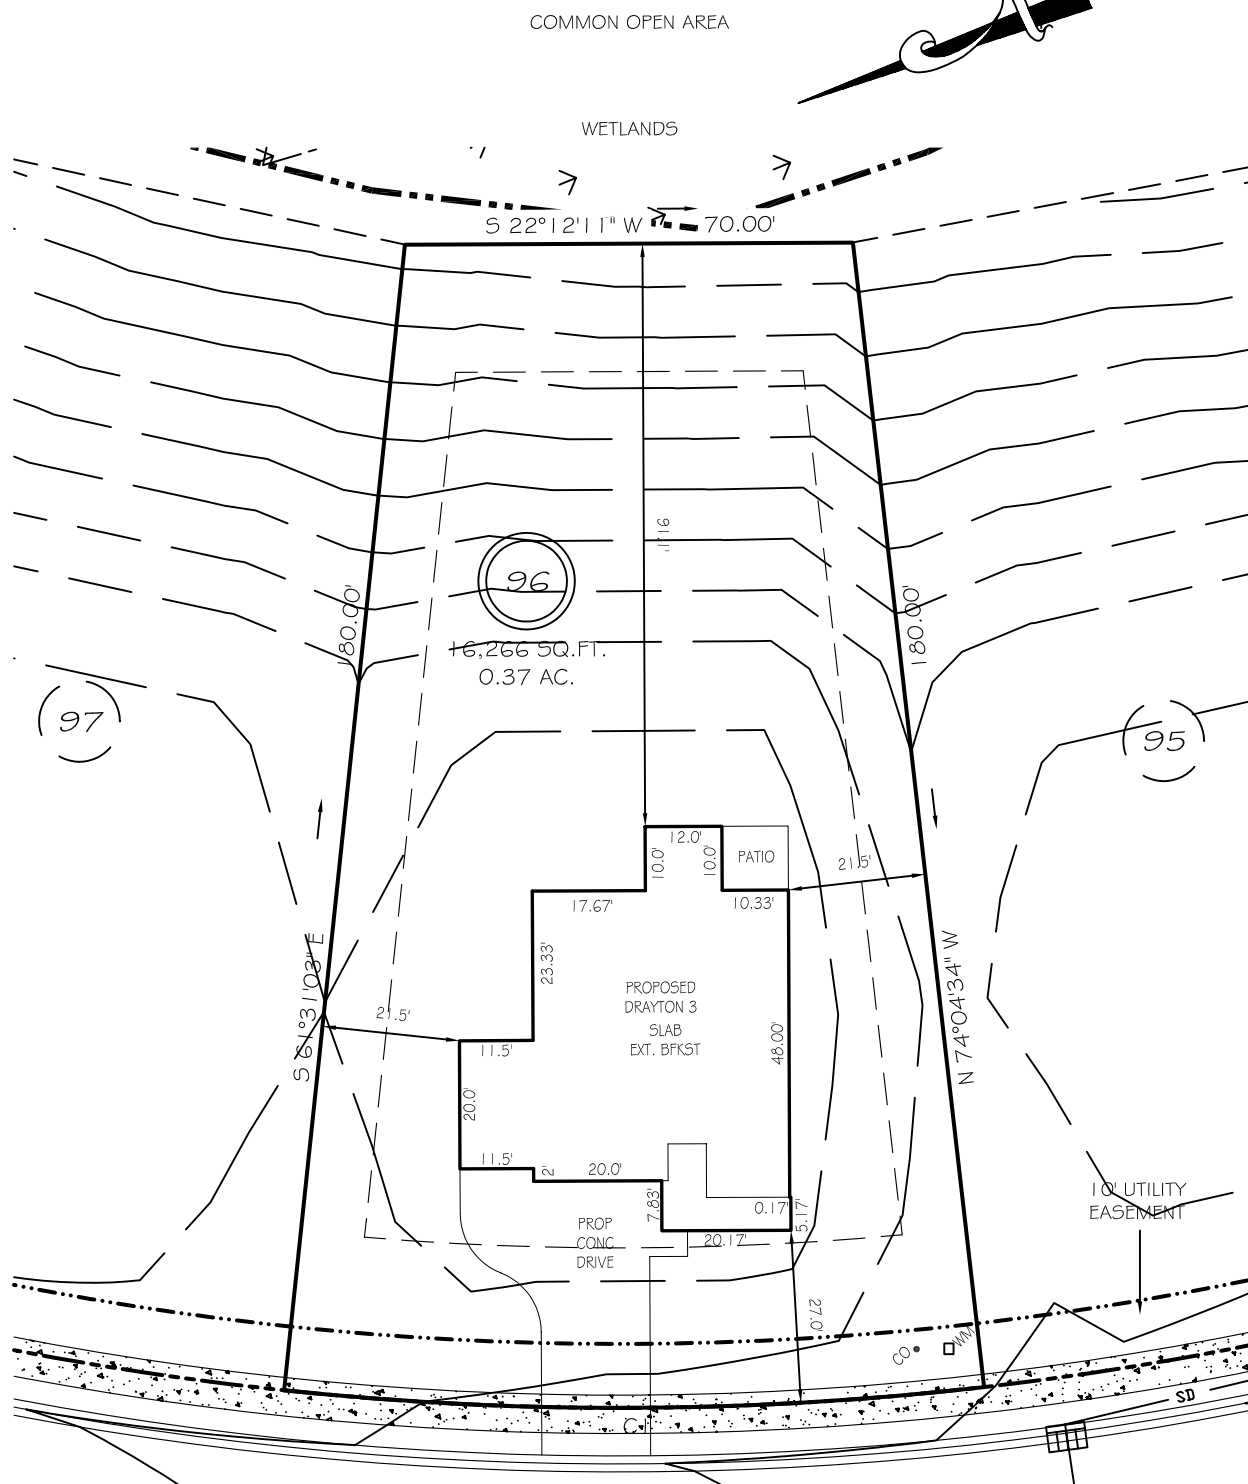 COMMON OPEN AREA
WETLANDS
S 22°12'11" W 70.00'
91.1'
96
180.00'
180.00'
16,266 SQ.FT.
0.37 AC.
97
95
12.0'
10.0'
10.0'
PATIO
21.5'
17.67'
10.33'
S 61°31'03" E
23.33'
N 74°04'34" W
PROPOSED
DRAYTON 3
SLAB
EXT. BFKST
21.5'
48.00'
11.5'
20.0'
11.5'
2'
20.0'
10' UTILITY
EASEMENT
7.83'
0.17'
5.17'
PROP
CONC
DRIVE
20.17'
27.0'
CO
WM
SD